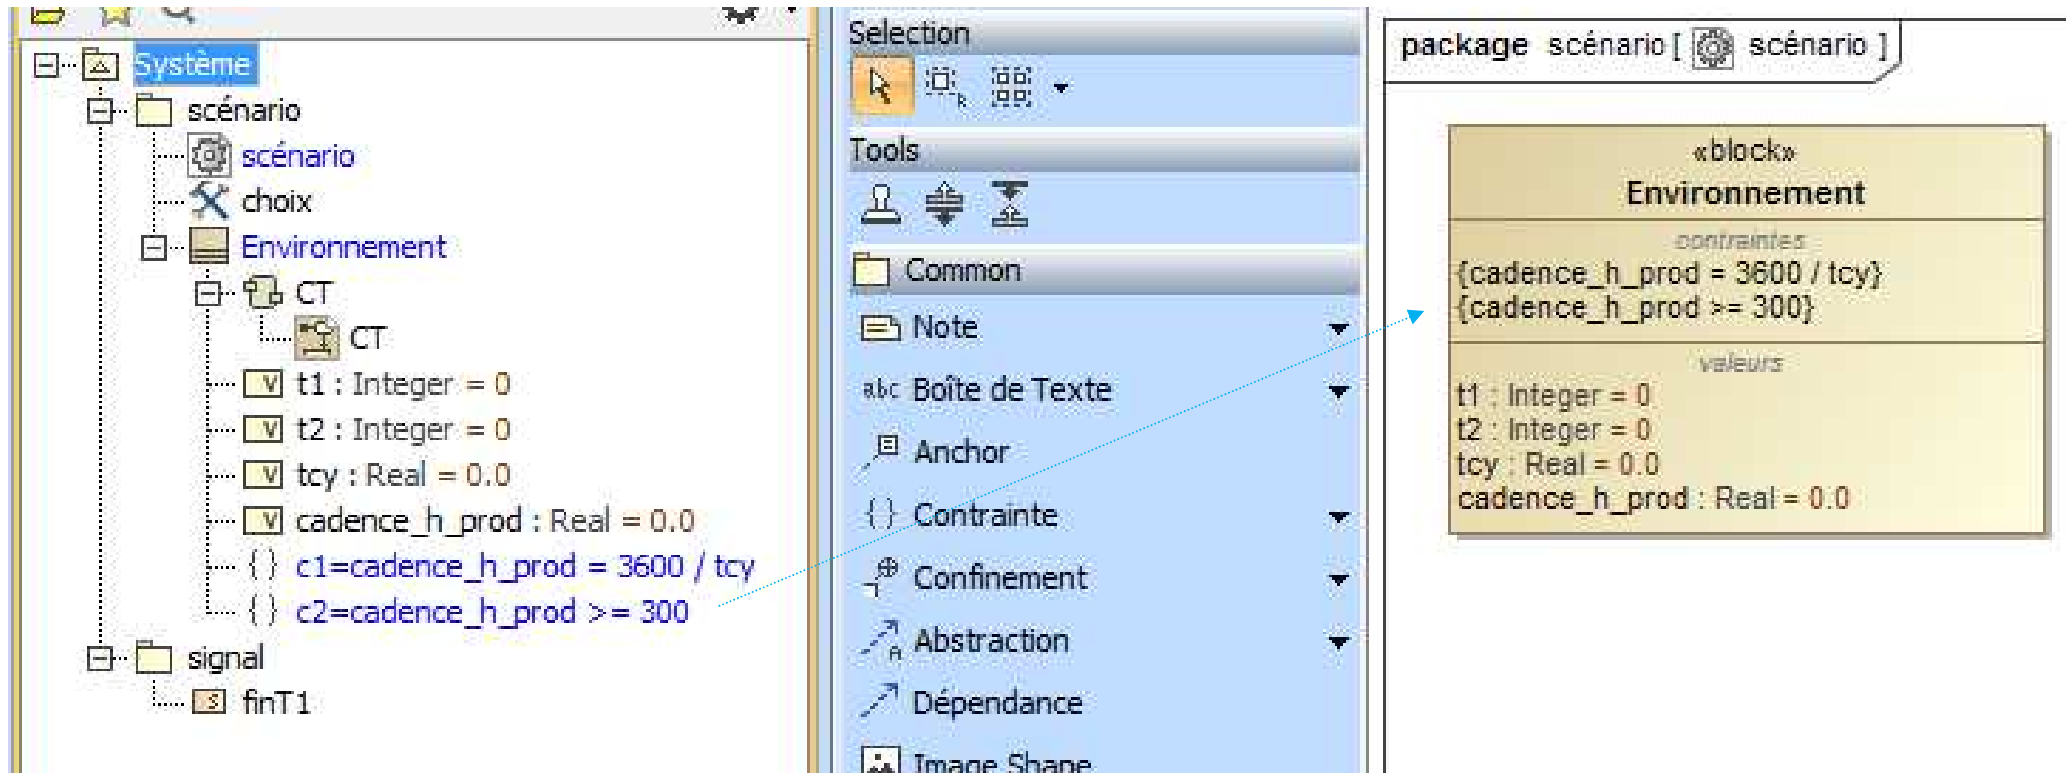 Système
scénario
scénario
choix
Environnement
CT
CT
t1 : Integer = 0
t2 : Integer = 0
tcy : Real = 0.0
cadence_h_prod : Real = 0.0
{ } c1=cadence_h_prod = 3600 / tcy
{ } c2=cadence_h_prod >= 300
signal
finT1
Selection
Tools
Common
Note
abc Boîte de Texte
Anchor
{ } Contrainte
Confinement
Abstraction
Dépendance
Image Shape
package scénario [ scénario ]
«block»
Environnement
contraintes
{cadence_h_prod = 3600 / tcy}
{cadence_h_prod >= 300}
valeurs
t1 : Integer = 0
t2 : Integer = 0
tcy : Real = 0.0
cadence_h_prod : Real = 0.0